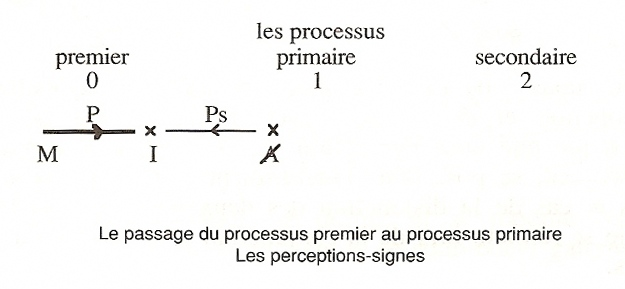 les processus
premier primaire secondaire
0 1 2
P Ps
M I A
Le passage du processus premier au processus primaire
Les perceptions-signes